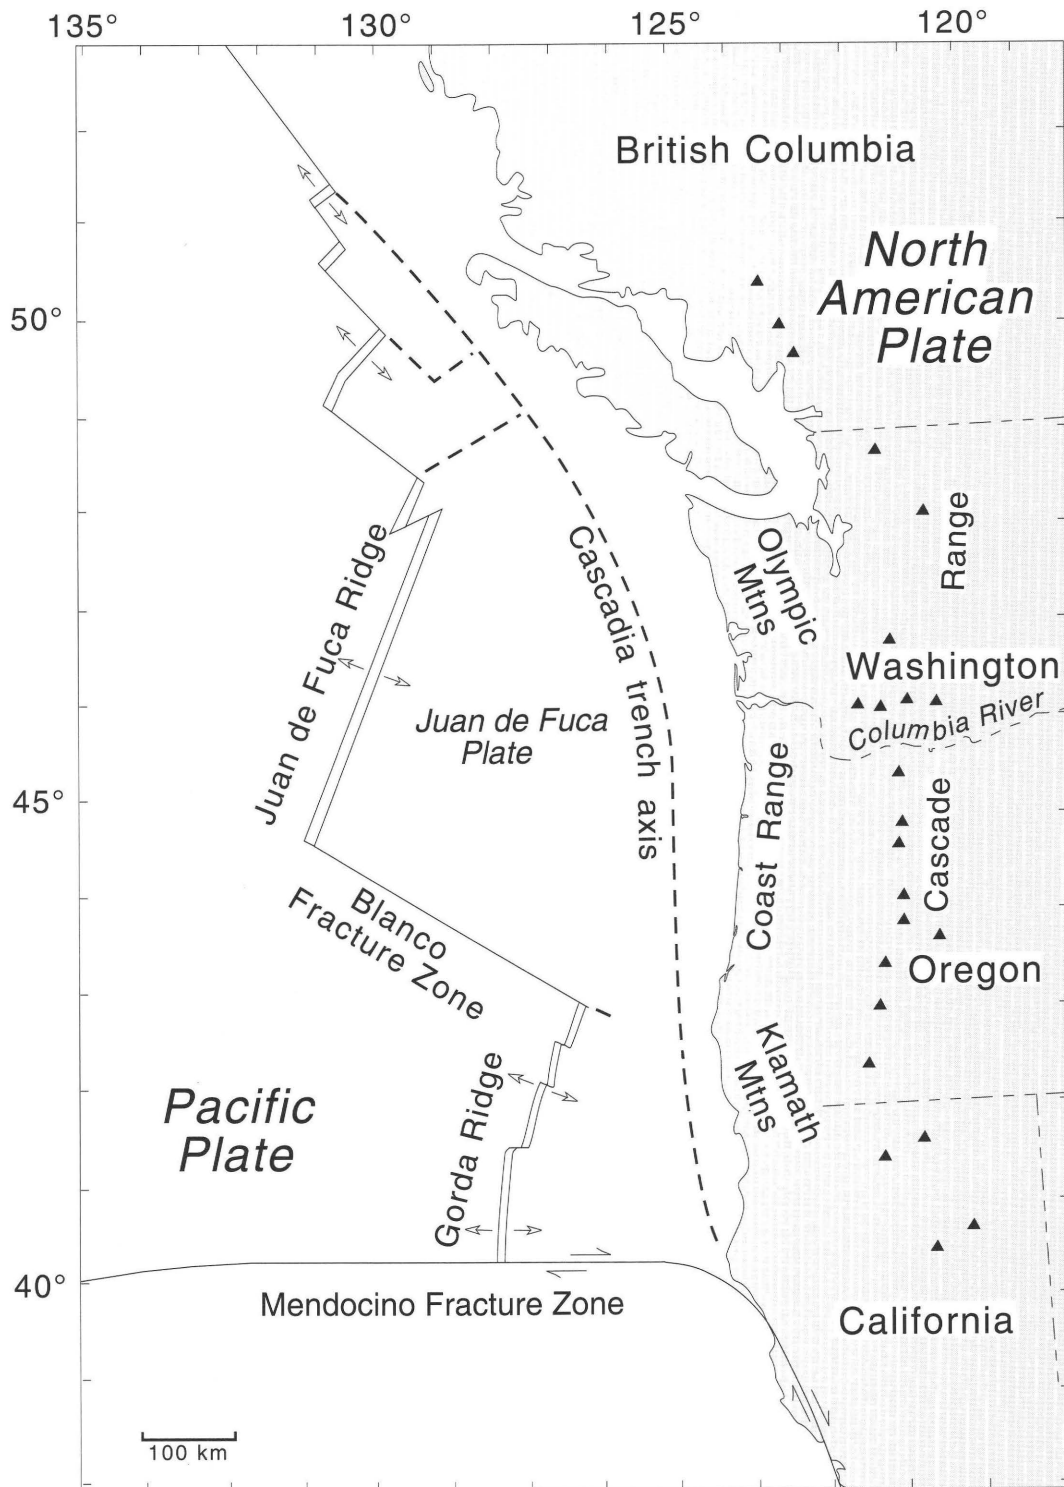 135°
130°
125°
120°
British Columbia
North
American
Plate
50°
Range
Olympic
Mtns
Cascadia trench axis
Juan de Fuca Ridge
Washington
Columbia River
Juan de Fuca
Plate
45°
Coast Range
Cascade
Blanco
Fracture Zone
Oregon
Klamath
Mtns
Pacific
Plate
Gorda Ridge
40°
Mendocino Fracture Zone
California
100 km